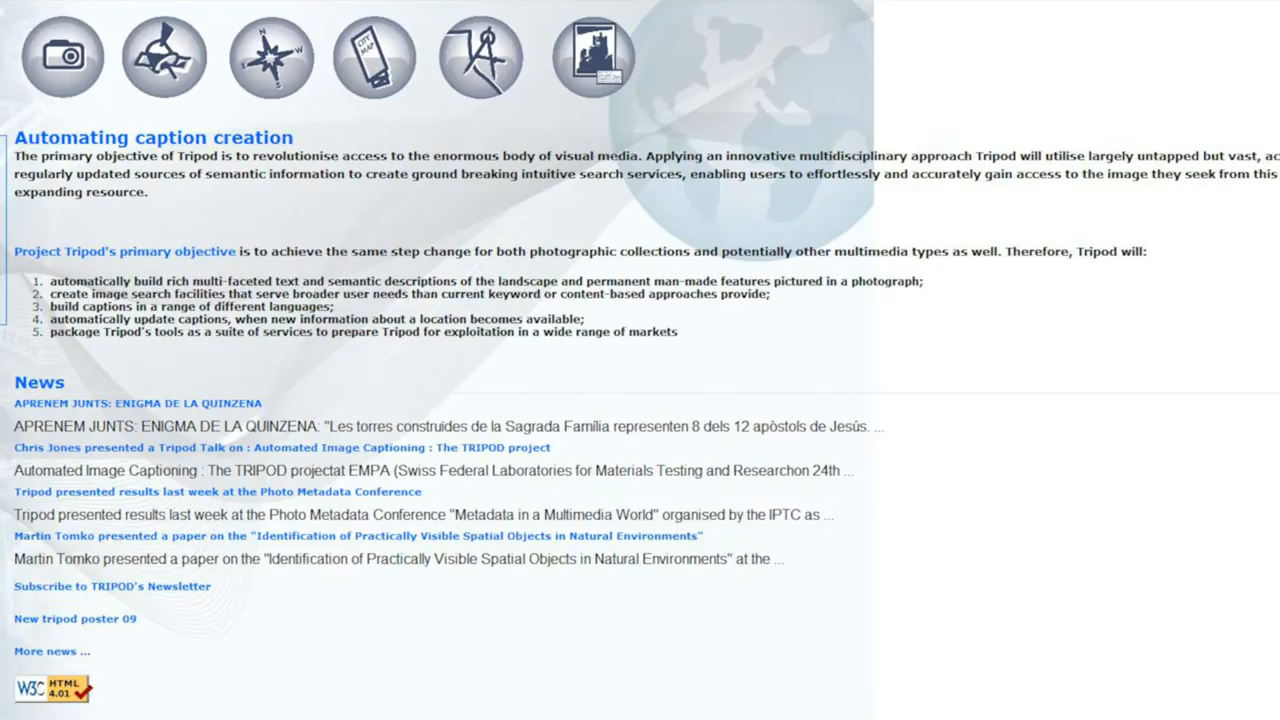 N
W
E
S
CITY
MAP
Automating caption creation
The primary objective of Tripod is to revolutionise access to the enormous body of visual media. Applying an innovative multidisciplinary approach Tripod will utilise largely untapped but vast,
regularly updated sources of semantic information to create ground breaking intuitive search services, enabling users to effortlessly and accurately gain access to the image they seek from this
expanding resource.
Project Tripod's primary objective is to achieve the same step change for both photographic collections and potentially other multimedia types as well. Therefore, Tripod will:
1. automatically build rich multi-faceted text and semantic descriptions of the landscape and permanent man-made features pictured in a photograph;
2. create image search facilities that serve broader user needs than current keyword or content-based approaches provide;
3. build captions in a range of different languages;
4. automatically update captions, when new information about a location becomes available;
5. package Tripod's tools as a suite of services to prepare Tripod for exploitation in a wide range of markets
News
APRENEM JUNTS: ENIGMA DE LA QUINZENA
APRENEM JUNTS: ENIGMA DE LA QUINZENA: "Les torres construïdes de la Sagrada Família representen 8 dels 12 apòstols de Jesús. ...
Chris Jones presented a Tripod Talk on : Automated Image Captioning : The TRIPOD project
Automated Image Captioning : The TRIPOD projectat EMPA (Swiss Federal Laboratories for Materials Testing and Researchon 24th ...
Tripod presented results last week at the Photo Metadata Conference
Tripod presented results last week at the Photo Metadata Conference "Metadata in a Multimedia World" organised by the IPTC as ...
Martin Tomko presented a paper on the "Identification of Practically Visible Spatial Objects in Natural Environments"
Martin Tomko presented a paper on the "Identification of Practically Visible Spatial Objects in Natural Environments" at the ...
Subscribe to TRIPOD's Newsletter
New tripod poster 09
More news ...
W3C HTML
4.01